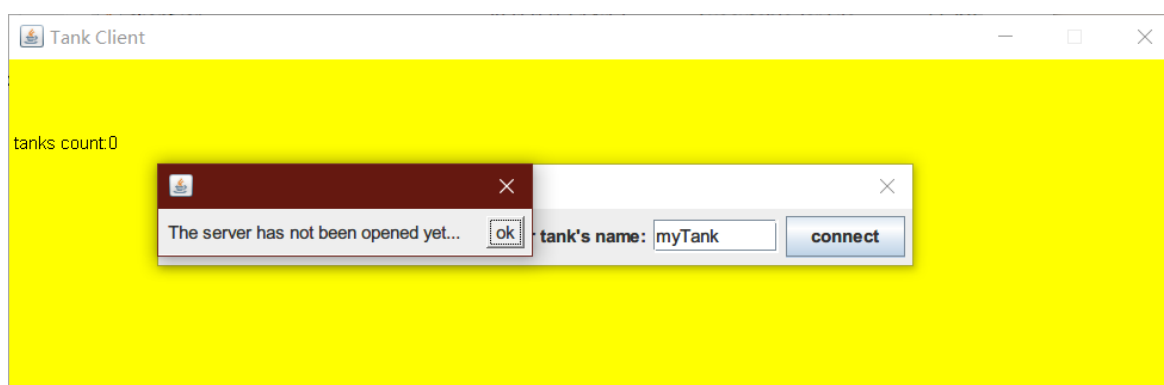 Tank Client
tanks count:0
The server has not been opened yet...
ok
tank's name:
myTank
connect